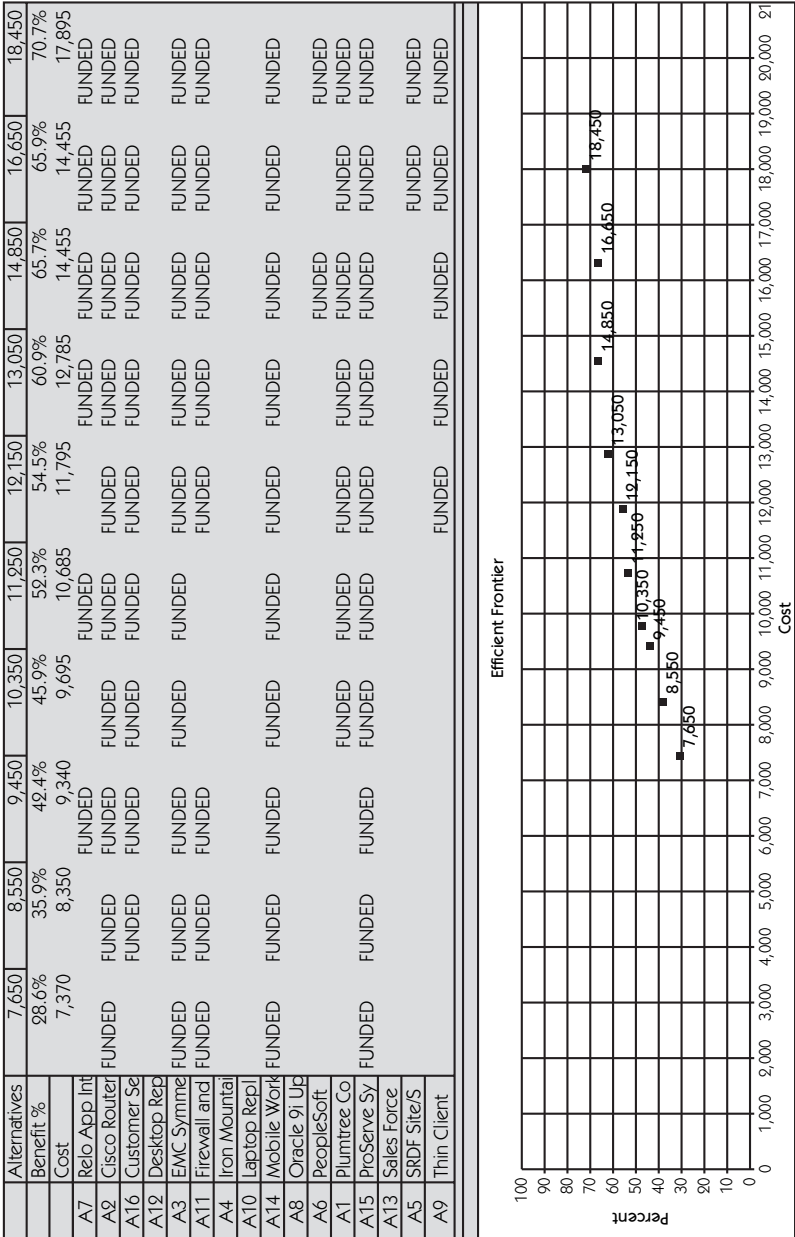 Alternatives 7,650 8,550 9,450 10,350 11,250 12,150 13,050 14,850 16,650 18,450
Benefit % 28.6% 35.9% 42.4% 45.9% 52.3% 54.5% 60.9% 65.7% 65.9% 70.7%
Cost 7,370 8,350 9,340 9,695 10,685 11,795 12,785 14,455 14,455 17,895
A7 Relo App Int FUNDED FUNDED FUNDED FUNDED FUNDED FUNDED
A2 Cisco Router FUNDED FUNDED FUNDED FUNDED FUNDED FUNDED FUNDED FUNDED FUNDED FUNDED
A16 Customer Se FUNDED FUNDED FUNDED FUNDED FUNDED FUNDED FUNDED FUNDED FUNDED
A12 Desktop Rep
A3 EMC Symme FUNDED FUNDED FUNDED FUNDED FUNDED FUNDED FUNDED FUNDED FUNDED FUNDED
A11 Firewall and FUNDED FUNDED FUNDED FUNDED FUNDED FUNDED FUNDED FUNDED
A4 Iron Mountai
A10 Laptop Repl
A14 Mobile Work FUNDED FUNDED FUNDED FUNDED FUNDED FUNDED FUNDED FUNDED FUNDED FUNDED
A8 Oracle 9i Up
A6 PeopleSoft FUNDED FUNDED
A1 Plumtree Co FUNDED FUNDED FUNDED FUNDED FUNDED FUNDED FUNDED
A15 ProServe Sy FUNDED FUNDED FUNDED FUNDED FUNDED FUNDED FUNDED FUNDED FUNDED FUNDED
A13 Sales Force
A5 SRDF Site/S FUNDED FUNDED
A9 Thin Client FUNDED FUNDED FUNDED FUNDED FUNDED
Efficient Frontier
Percent
100
90
80
70
60
50
40
30
20
10
0
7,650
8,550
9,450
10,350
11,250
12,150
13,050
14,850
16,650
18,450
0 1,000 2,000 3,000 4,000 5,000 6,000 7,000 8,000 9,000 10,000 11,000 12,000 13,000 14,000 15,000 16,000 17,000 18,000 19,000 20,000 21
Cost